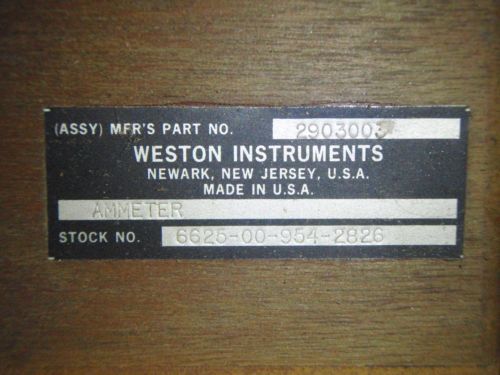 (ASSY) MFR'S PART NO. 2903003
WESTON INSTRUMENTS
NEWARK, NEW JERSEY, U.S.A.
MADE IN U.S.A.
AMMETER
STOCK NO. 6625-00-954-2826